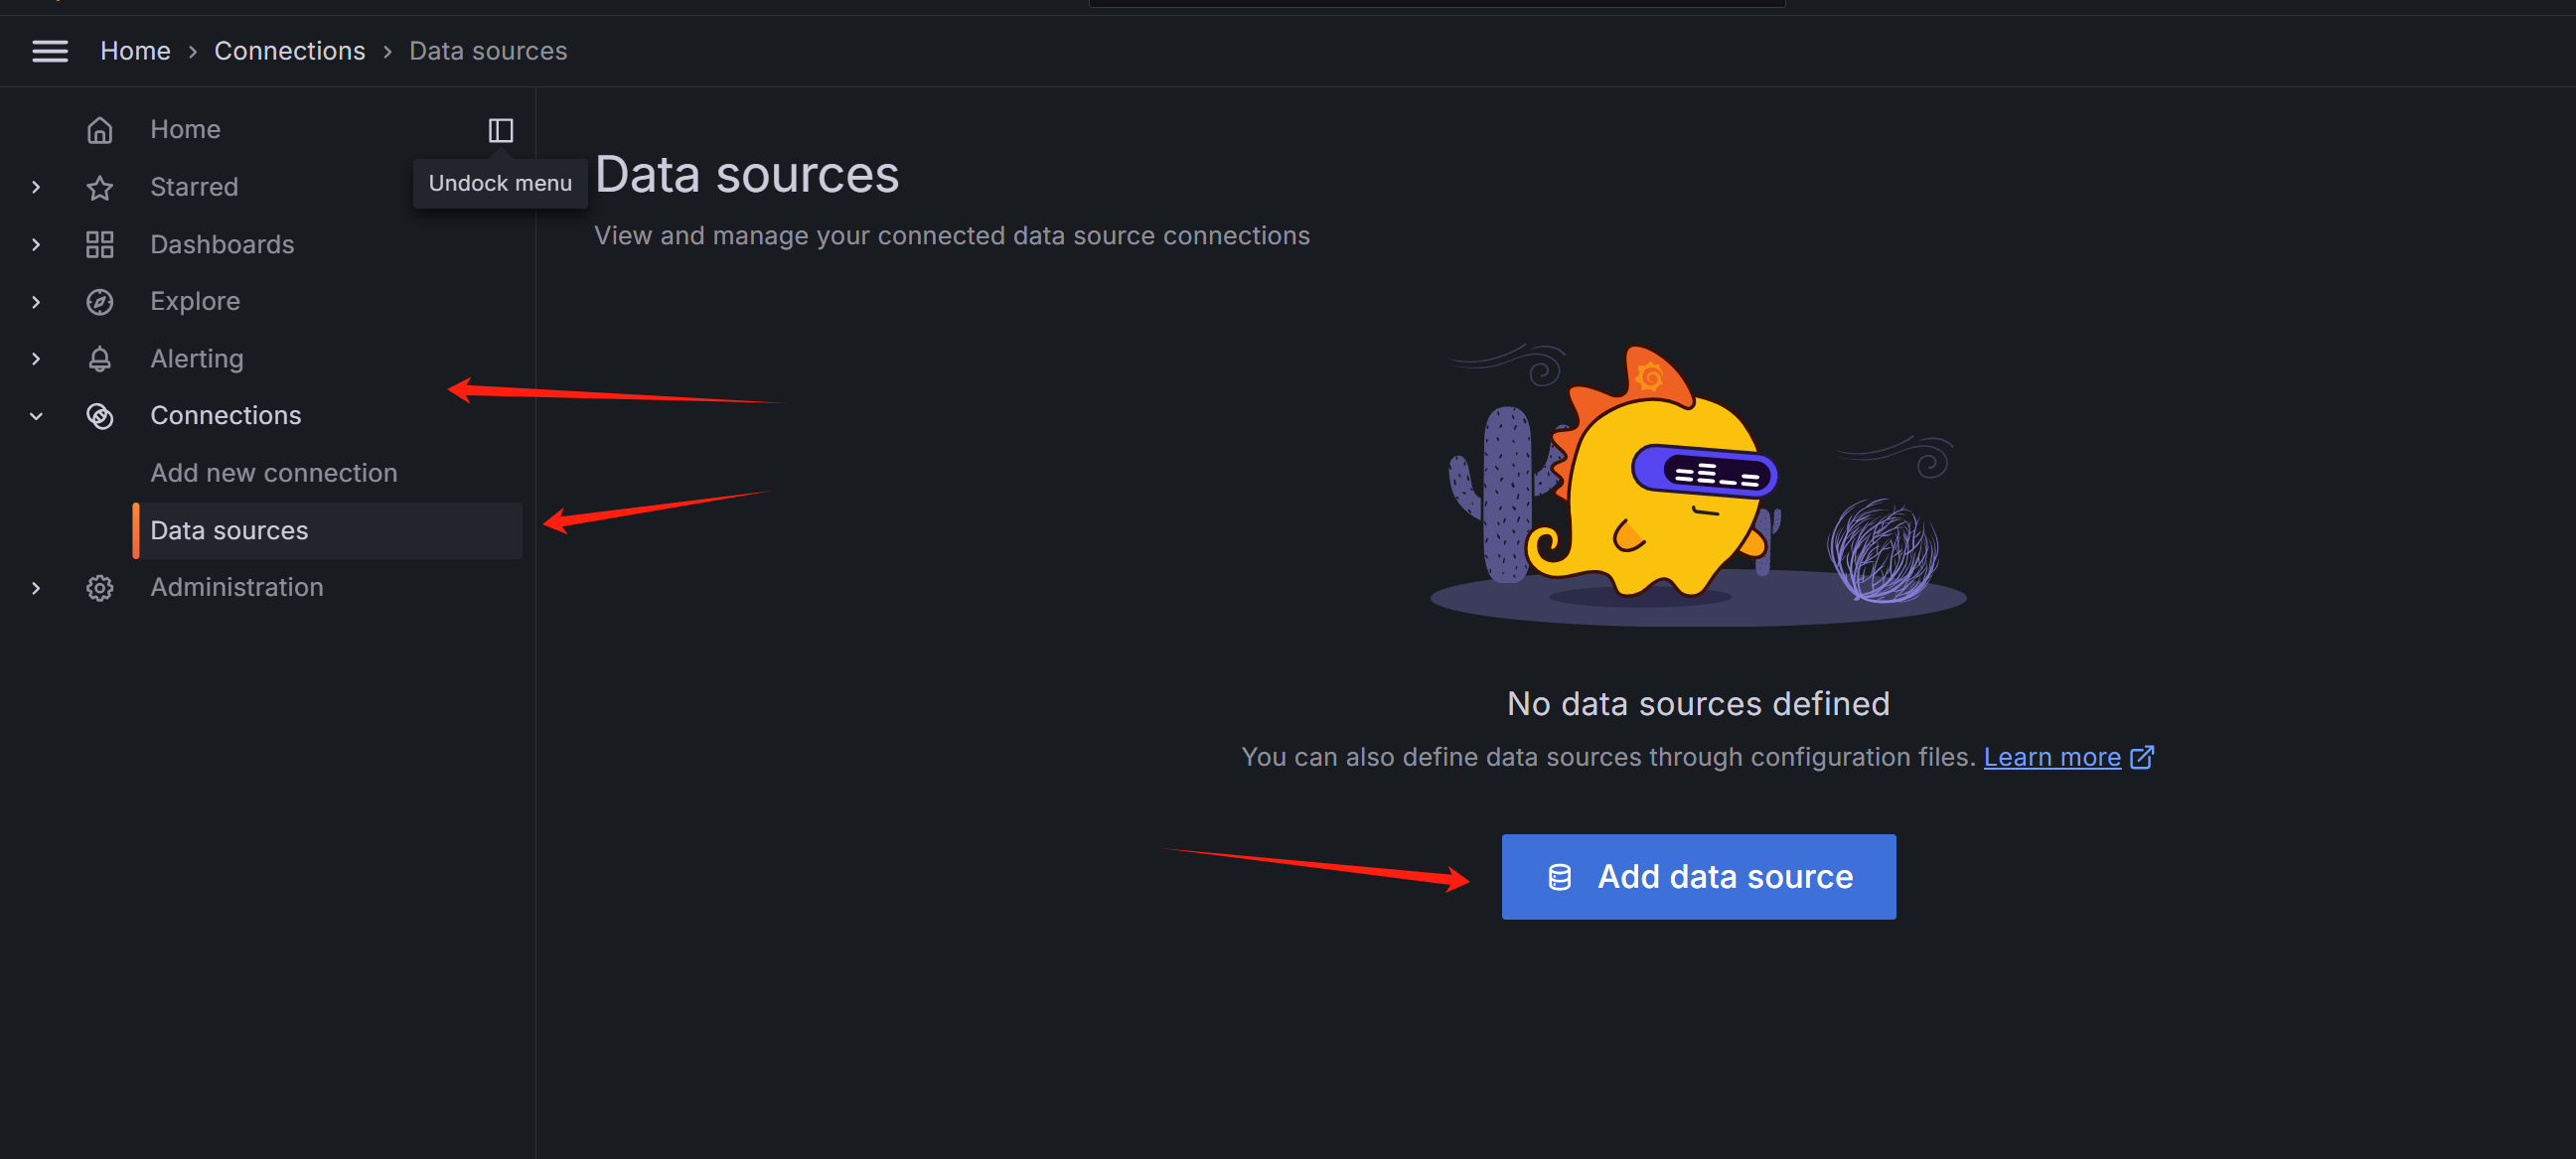 Home › Connections › Data sources
Home
Undock menu
Starred
Dashboards
Explore
Alerting
Connections
Add new connection
Data sources
Administration
Data sources
View and manage your connected data source connections
No data sources defined
You can also define data sources through configuration files. Learn more
Add data source